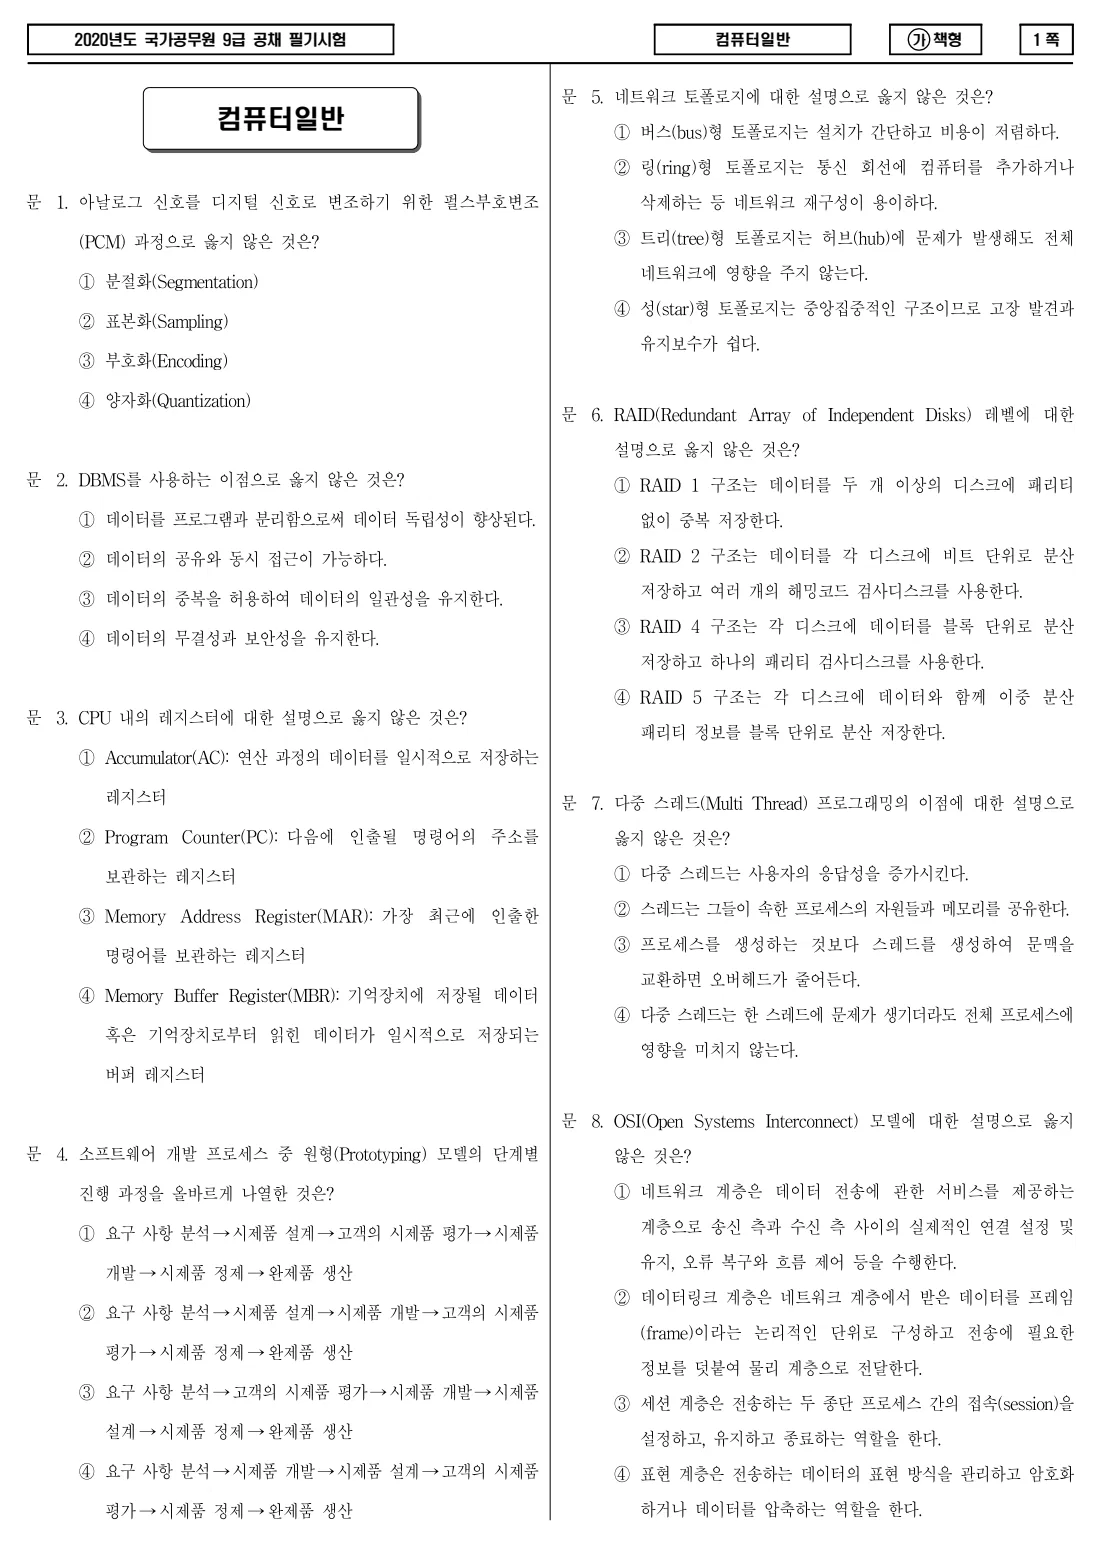 2020년도 국가공무원 9급 공채 필기시험
컴퓨터일반
㉮ 책형
1 쪽
컴퓨터일반
문 1. 아날로그 신호를 디지털 신호로 변조하기 위한 펄스부호변조
(PCM) 과정으로 옳지 않은 것은?
① 분절화(Segmentation)
② 표본화(Sampling)
③ 부호화(Encoding)
④ 양자화(Quantization)
문 2. DBMS를 사용하는 이점으로 옳지 않은 것은?
① 데이터를 프로그램과 분리함으로써 데이터 독립성이 향상된다.
② 데이터의 공유와 동시 접근이 가능하다.
③ 데이터의 중복을 허용하여 데이터의 일관성을 유지한다.
④ 데이터의 무결성과 보안성을 유지한다.
문 3. CPU 내의 레지스터에 대한 설명으로 옳지 않은 것은?
① Accumulator(AC): 연산 과정의 데이터를 일시적으로 저장하는
레지스터
② Program Counter(PC): 다음에 인출될 명령어의 주소를
보관하는 레지스터
③ Memory Address Register(MAR): 가장 최근에 인출한
명령어를 보관하는 레지스터
④ Memory Buffer Register(MBR): 기억장치에 저장될 데이터
혹은 기억장치로부터 읽힌 데이터가 일시적으로 저장되는
버퍼 레지스터
문 4. 소프트웨어 개발 프로세스 중 원형(Prototyping) 모델의 단계별
진행 과정을 올바르게 나열한 것은?
① 요구 사항 분석→시제품 설계→고객의 시제품 평가→시제품
개발→시제품 정제→완제품 생산
② 요구 사항 분석→시제품 설계→시제품 개발→고객의 시제품
평가→시제품 정제→완제품 생산
③ 요구 사항 분석→고객의 시제품 평가→시제품 개발→시제품
설계→시제품 정제→완제품 생산
④ 요구 사항 분석→시제품 개발→시제품 설계→고객의 시제품
평가→시제품 정제→완제품 생산
문 5. 네트워크 토폴로지에 대한 설명으로 옳지 않은 것은?
① 버스(bus)형 토폴로지는 설치가 간단하고 비용이 저렴하다.
② 링(ring)형 토폴로지는 통신 회선에 컴퓨터를 추가하거나
삭제하는 등 네트워크 재구성이 용이하다.
③ 트리(tree)형 토폴로지는 허브(hub)에 문제가 발생해도 전체
네트워크에 영향을 주지 않는다.
④ 성(star)형 토폴로지는 중앙집중적인 구조이므로 고장 발견과
유지보수가 쉽다.
문 6. RAID(Redundant Array of Independent Disks) 레벨에 대한
설명으로 옳지 않은 것은?
① RAID 1 구조는 데이터를 두 개 이상의 디스크에 패리티
없이 중복 저장한다.
② RAID 2 구조는 데이터를 각 디스크에 비트 단위로 분산
저장하고 여러 개의 해밍코드 검사디스크를 사용한다.
③ RAID 4 구조는 각 디스크에 데이터를 블록 단위로 분산
저장하고 하나의 패리티 검사디스크를 사용한다.
④ RAID 5 구조는 각 디스크에 데이터와 함께 이중 분산
패리티 정보를 블록 단위로 분산 저장한다.
문 7. 다중 스레드(Multi Thread) 프로그래밍의 이점에 대한 설명으로
옳지 않은 것은?
① 다중 스레드는 사용자의 응답성을 증가시킨다.
② 스레드는 그들이 속한 프로세스의 자원들과 메모리를 공유한다.
③ 프로세스를 생성하는 것보다 스레드를 생성하여 문맥을
교환하면 오버헤드가 줄어든다.
④ 다중 스레드는 한 스레드에 문제가 생기더라도 전체 프로세스에
영향을 미치지 않는다.
문 8. OSI(Open Systems Interconnect) 모델에 대한 설명으로 옳지
않은 것은?
① 네트워크 계층은 데이터 전송에 관한 서비스를 제공하는
계층으로 송신 측과 수신 측 사이의 실제적인 연결 설정 및
유지, 오류 복구와 흐름 제어 등을 수행한다.
② 데이터링크 계층은 네트워크 계층에서 받은 데이터를 프레임
(frame)이라는 논리적인 단위로 구성하고 전송에 필요한
정보를 덧붙여 물리 계층으로 전달한다.
③ 세션 계층은 전송하는 두 종단 프로세스 간의 접속(session)을
설정하고, 유지하고 종료하는 역할을 한다.
④ 표현 계층은 전송하는 데이터의 표현 방식을 관리하고 암호화
하거나 데이터를 압축하는 역할을 한다.